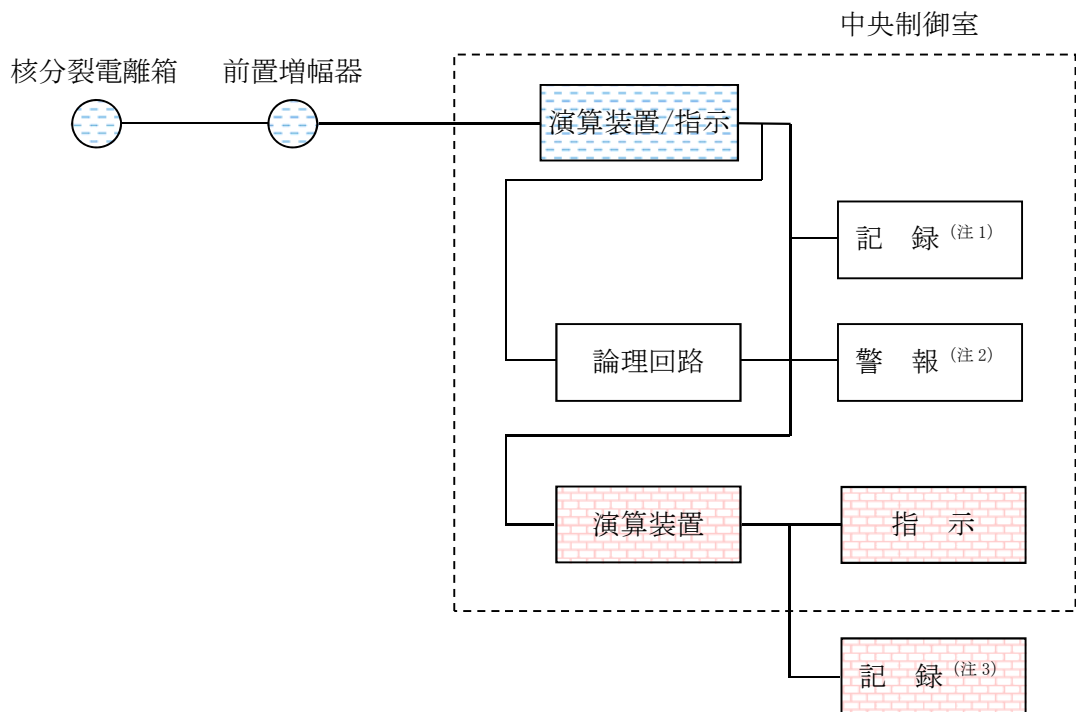 中央制御室
核分裂電離箱
前置増幅器
演算装置/指示
記　録（注1）
論理回路
警　報（注2）
演算装置
指　示
記　録（注3）